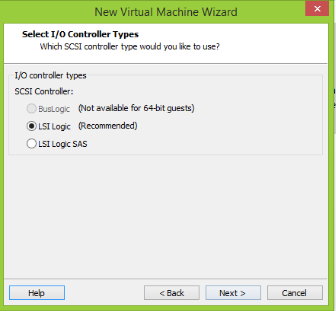 New Virtual Machine Wizard
Select I/O Controller Types
Which SCSI controller type would you like to use?
I/O controller types
SCSI Controller:
BusLogic (Not available for 64-bit guests)
LSI Logic (Recommended)
LSI Logic SAS
Help < Back Next > Cancel